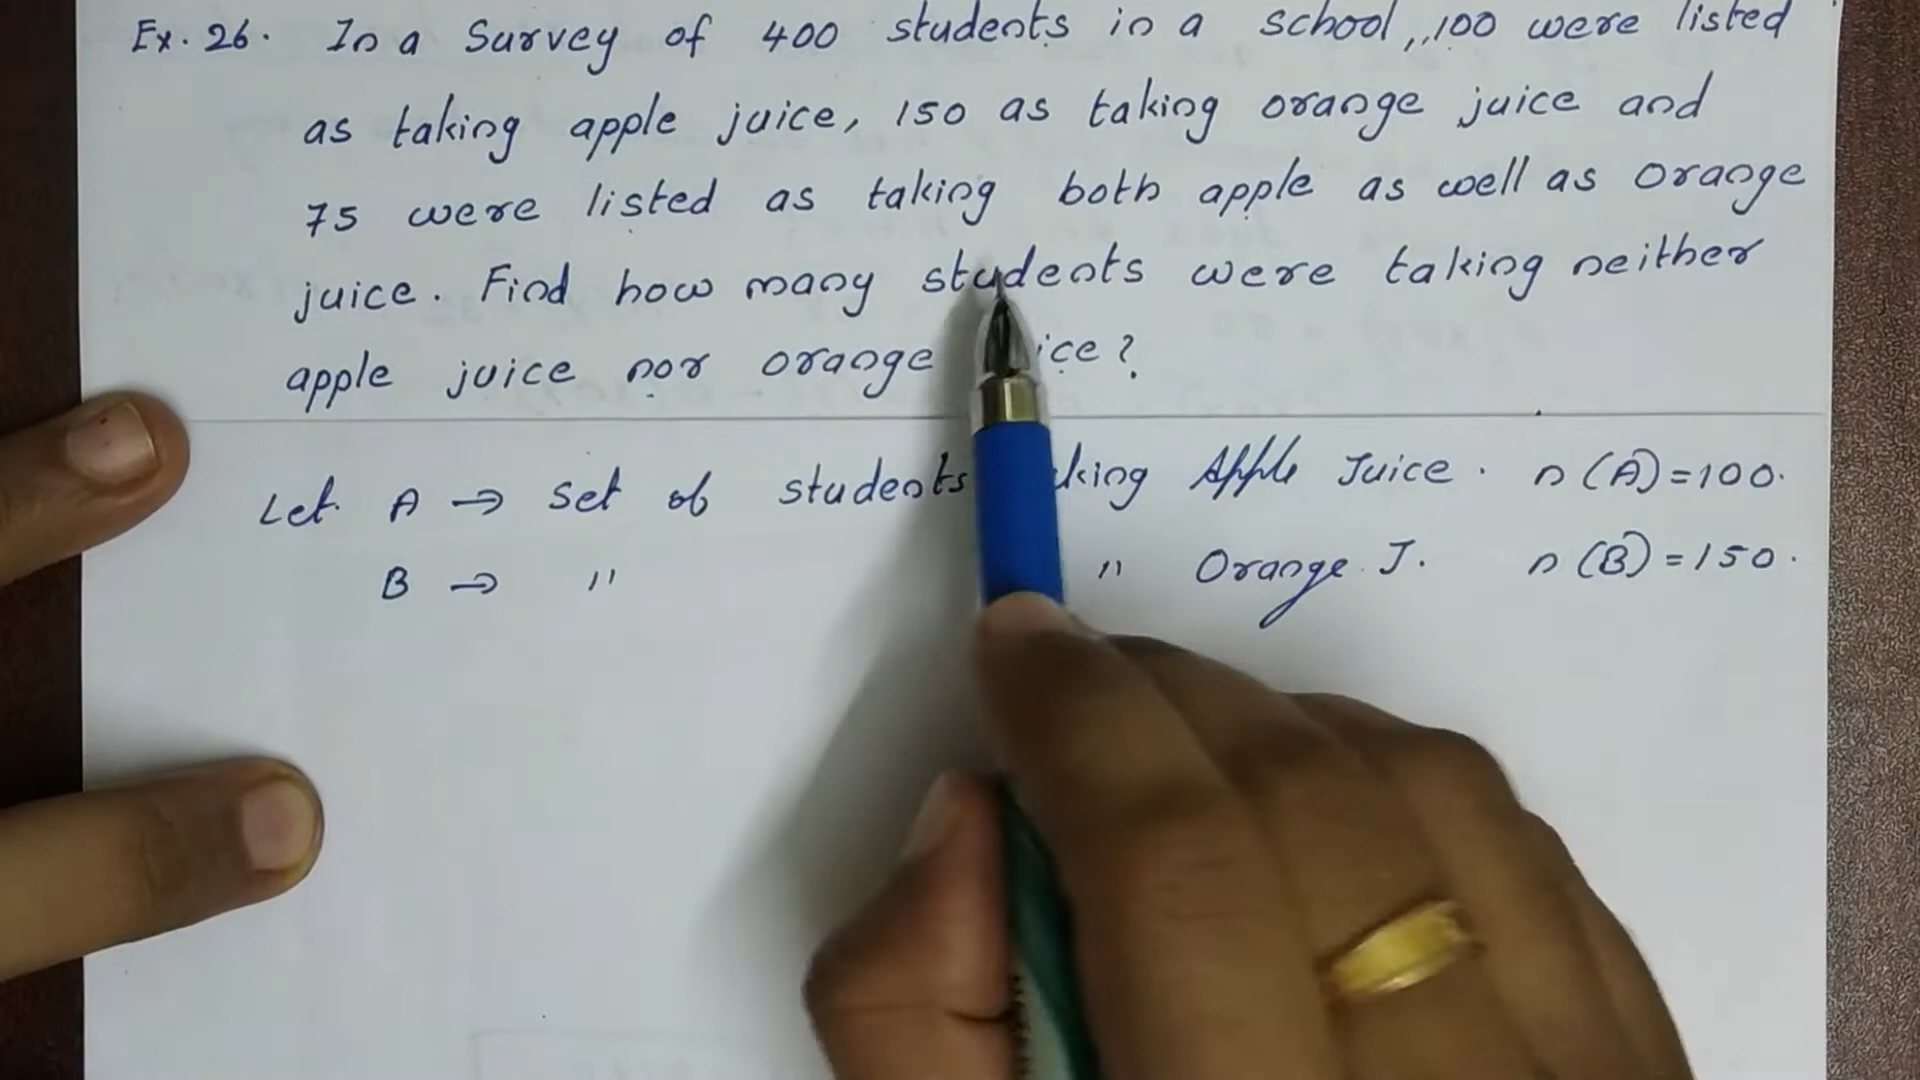 Ex. 26. In a Survey of 400 students in a school, 100 were listed
as taking apple juice, 150 as taking orange juice and
75 were listed as taking both apple as well as orange
juice. Find how many students were taking neither
apple juice nor orange ice?
Let. A → set of students king Apple Juice. n(A)=100.
B → " " Orange J. n(B)=150.